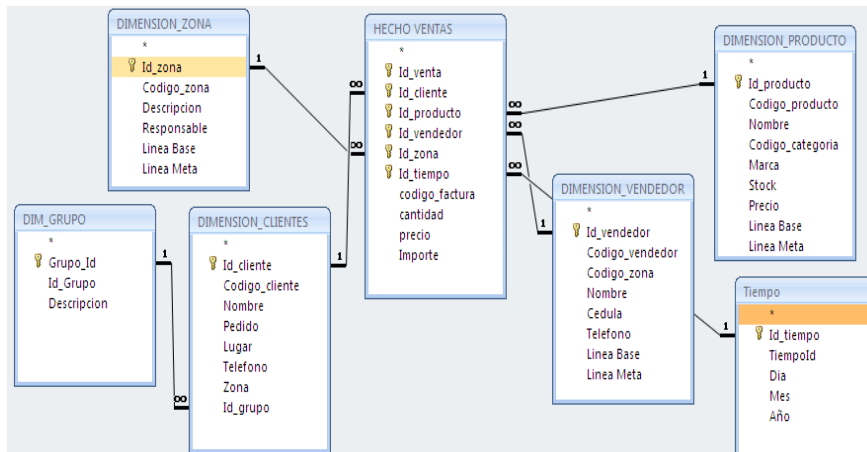 DIMENSION_ZONA
*
Id_zona
Codigo_zona
Descripcion
Responsable
Linea Base
Linea Meta
1
HECHO VENTAS
*
Id_venta
Id_cliente
Id_producto
Id_vendedor
Id_zona
Id_tiempo
codigo_factura
cantidad
precio
Importe
∞
∞
∞
∞
∞
DIMENSION_PRODUCTO
*
Id_producto
Codigo_producto
Nombre
Codigo_categoria
Marca
Stock
Precio
Linea Base
Linea Meta
1
DIM_GRUPO
*
Grupo_Id
Id_Grupo
Descripcion
1
DIMENSION_CLIENTES
*
Id_cliente
Codigo_cliente
Nombre
Pedido
Lugar
Telefono
Zona
Id_grupo
1
∞
DIMENSION_VENDEDOR
*
Id_vendedor
Codigo_vendedor
Codigo_zona
Nombre
Cedula
Telefono
Linea Base
Linea Meta
1
Tiempo
*
Id_tiempo
TiempoId
Dia
Mes
Año
1